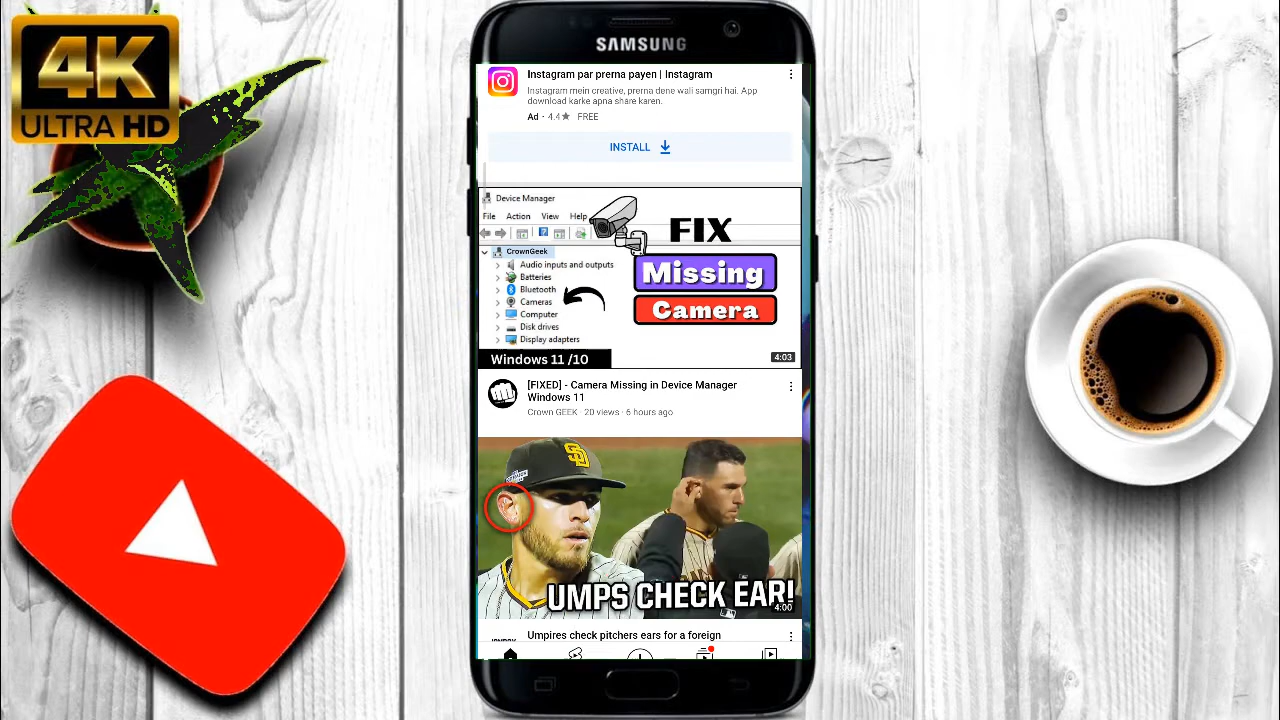 4K
ULTRA HD
SAMSUNG
Instagram par prerna payen | Instagram
Instagram mein creative, prerna dene wali samgri hai. App
download karke apna share karen.
Ad · 4.4★ FREE
INSTALL
Device Manager
File Action View Help
CrownGeek
Audio inputs and outputs
Batteries
Bluetooth
Cameras
Computer
Disk drives
Display adapters
FIX
Missing
Camera
Windows 11 /10
4:03
[FIXED] - Camera Missing in Device Manager
Windows 11
Crown GEEK · 20 views · 6 hours ago
SD
UMPS CHECK EAR!
4:00
Umpires check pitchers ears for a foreign